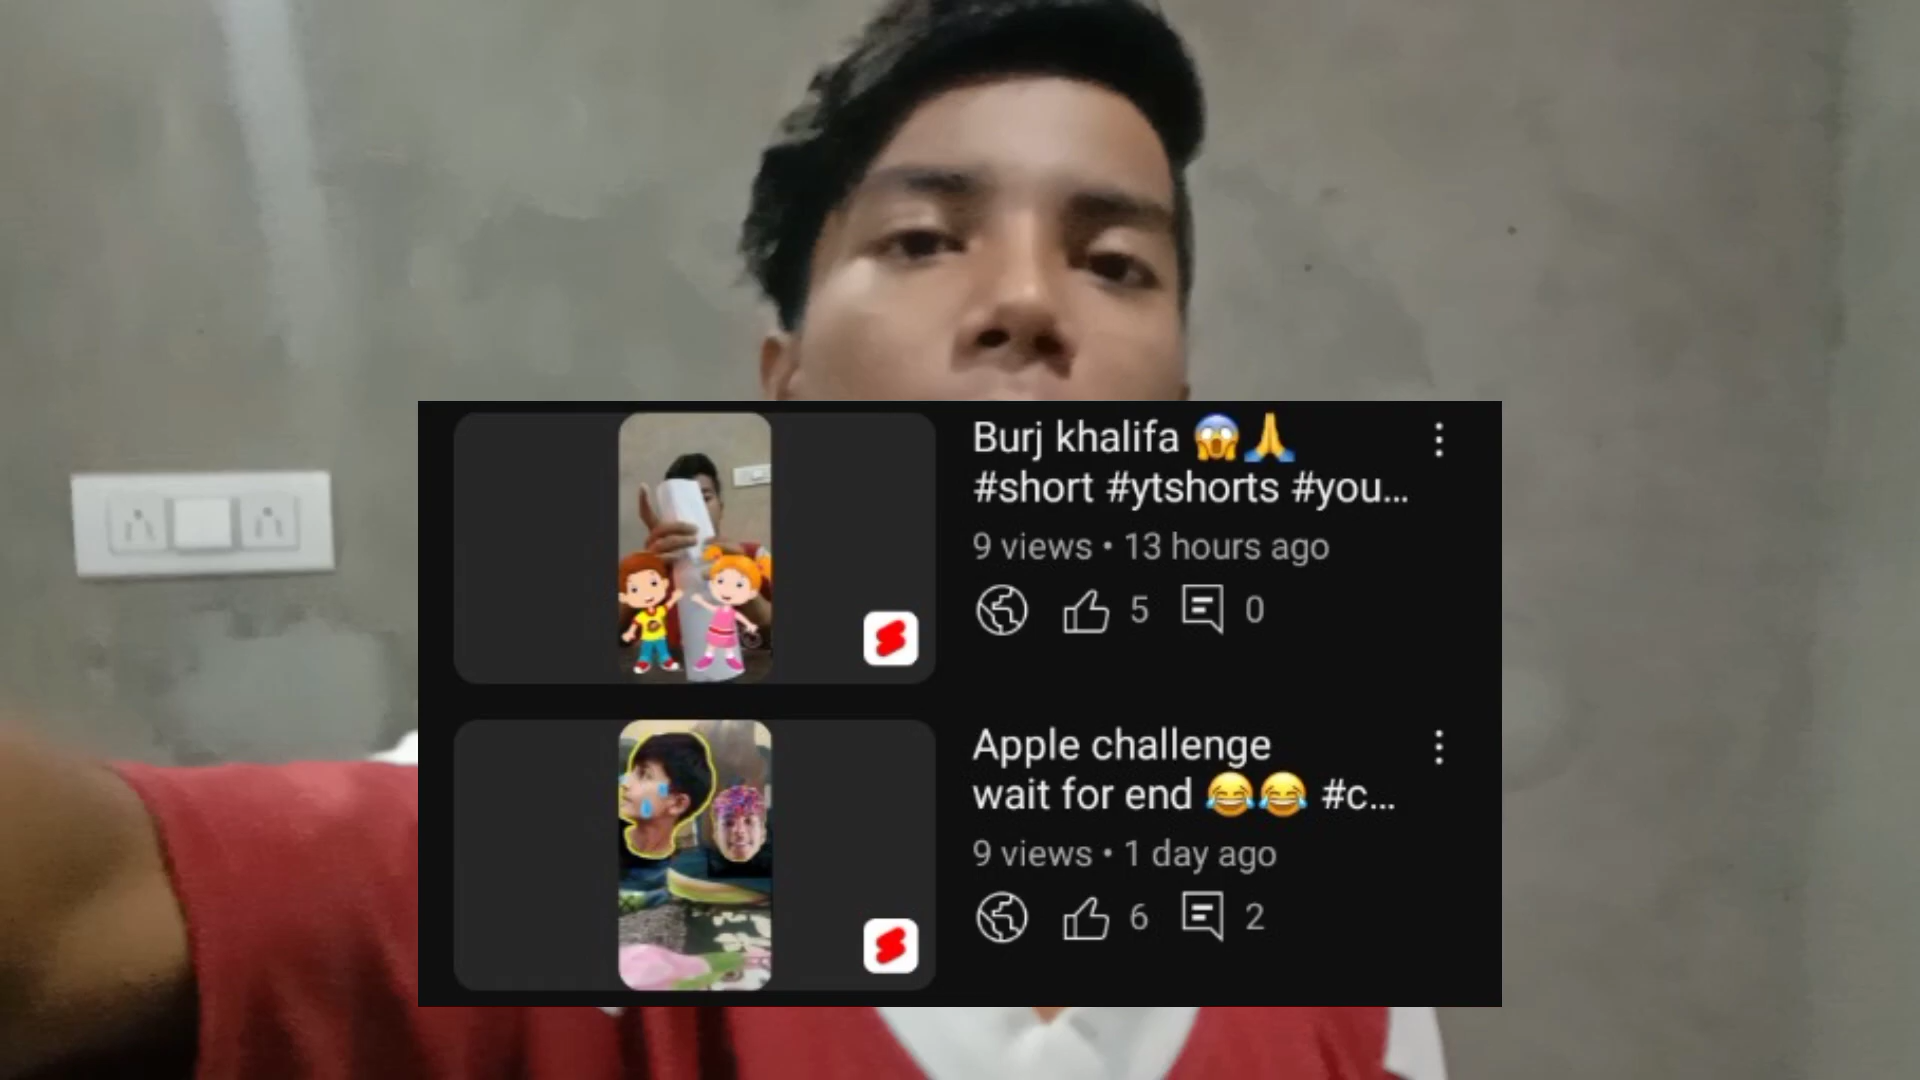 Burj khalifa 😱🙏
#short #ytshorts #you...
9 views • 13 hours ago
5 0
Apple challenge
wait for end 😂😂 #c...
9 views • 1 day ago
6 2